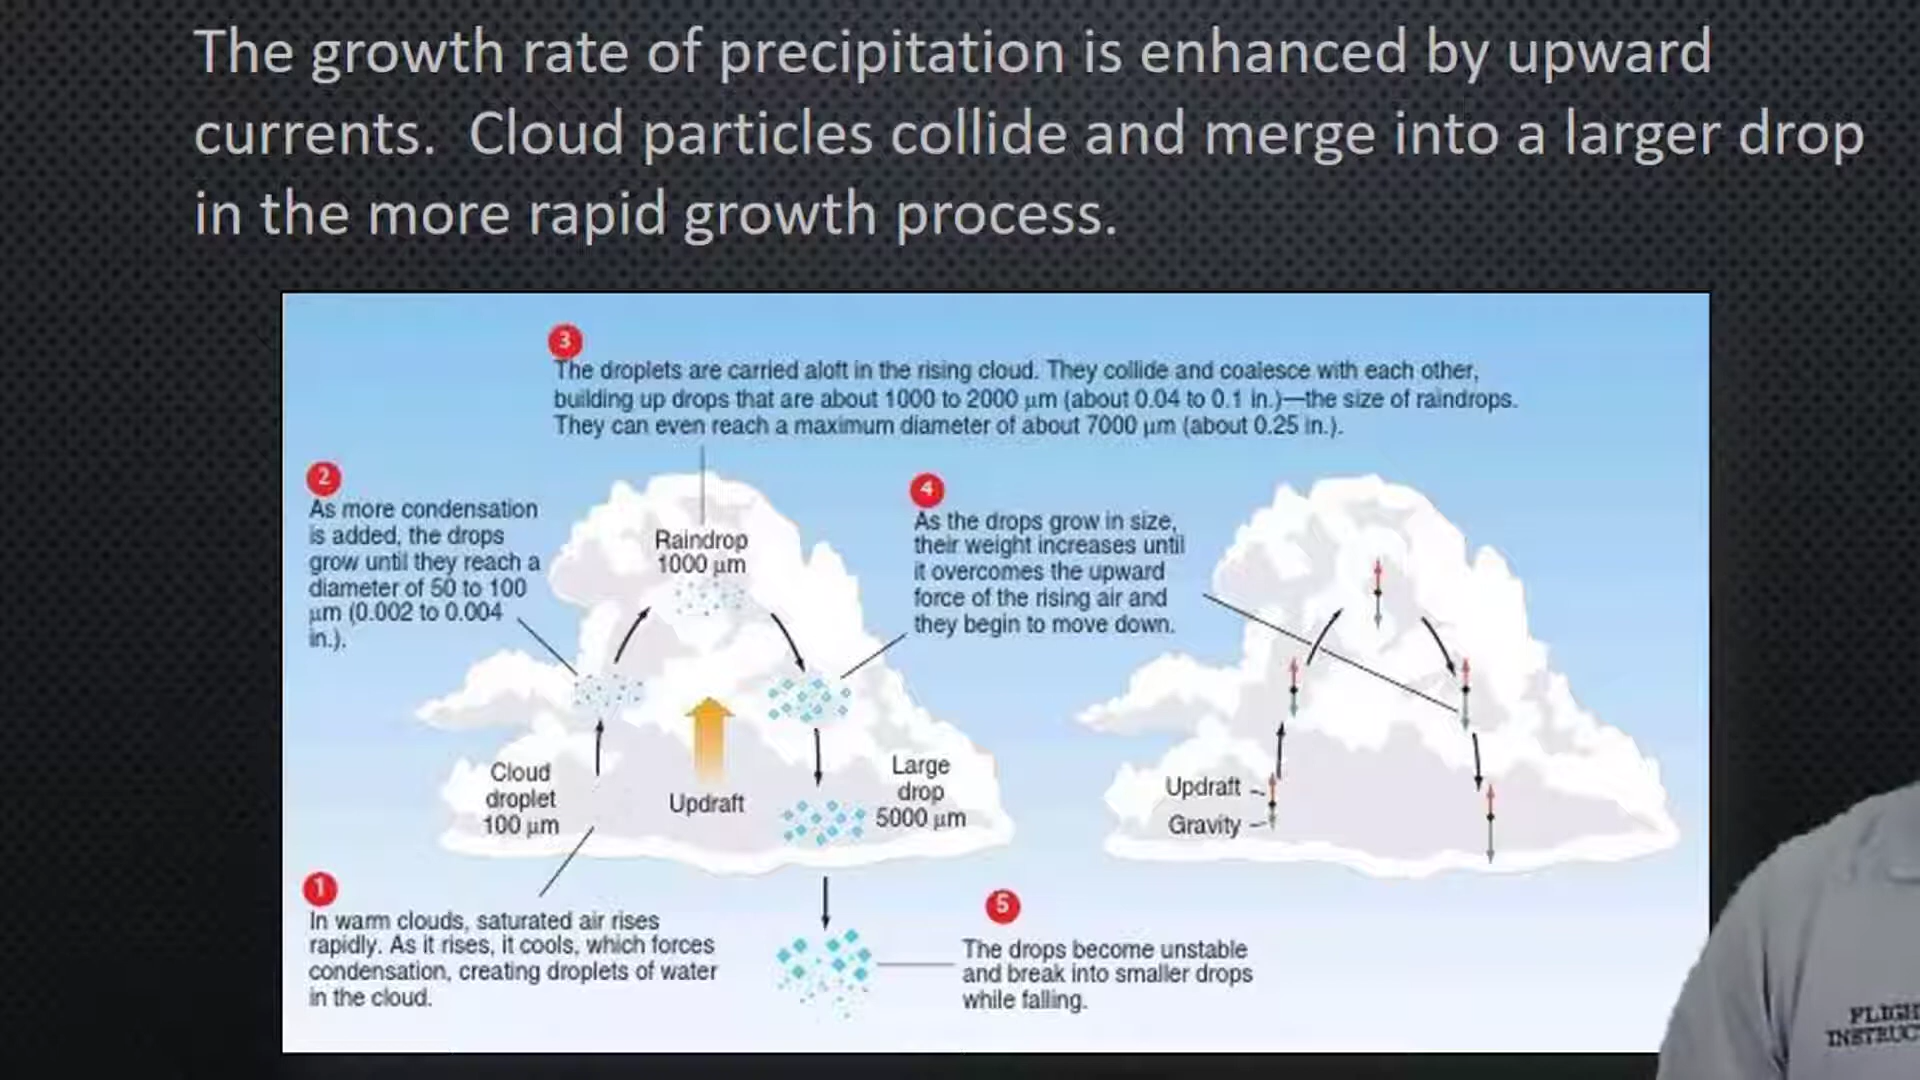 The growth rate of precipitation is enhanced by upward
currents. Cloud particles collide and merge into a larger drop
in the more rapid growth process.
3
The droplets are carried aloft in the rising cloud. They collide and coalesce with each other,
building up drops that are about 1000 to 2000 µm (about 0.04 to 0.1 in.)—the size of raindrops.
They can even reach a maximum diameter of about 7000 µm (about 0.25 in.).
2
As more condensation
is added, the drops
grow until they reach a
diameter of 50 to 100
µm (0.002 to 0.004
in.).
Raindrop
1000 µm
4
As the drops grow in size,
their weight increases until
it overcomes the upward
force of the rising air and
they begin to move down.
Cloud
droplet
100 µm
Updraft
Large
drop
5000 µm
Updraft
Gravity
1
In warm clouds, saturated air rises
rapidly. As it rises, it cools, which forces
condensation, creating droplets of water
in the cloud.
5
The drops become unstable
and break into smaller drops
while falling.
FLIGH
INSTRUC